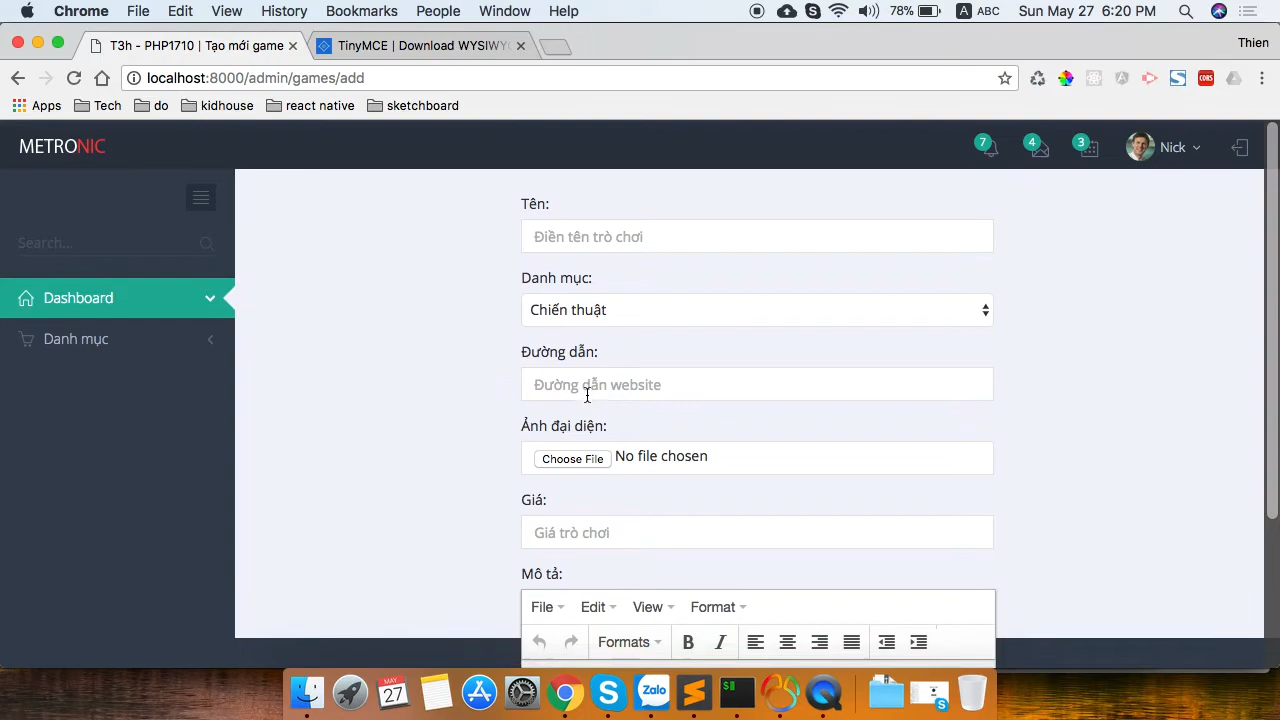 Chrome File Edit View History Bookmarks People Window Help 78% A ABC Sun May 27 6:20 PM
T3h - PHP1710 | Tạo mới game TinyMCE | Download WYSIWYG Thien
localhost:8000/admin/games/add CORS
Apps Tech do kidhouse react native sketchboard
METRONIC 7 4 3 Nick
Search...
Dashboard
Danh mục
Tên:
Điền tên trò chơi
Danh mục:
Chiến thuật
Đường dẫn:
Đường dẫn website
Ảnh đại diện:
Choose File No file chosen
Giá:
Giá trò chơi
Mô tả:
File Edit View Format
Formats B I
MAY 27 Zalo